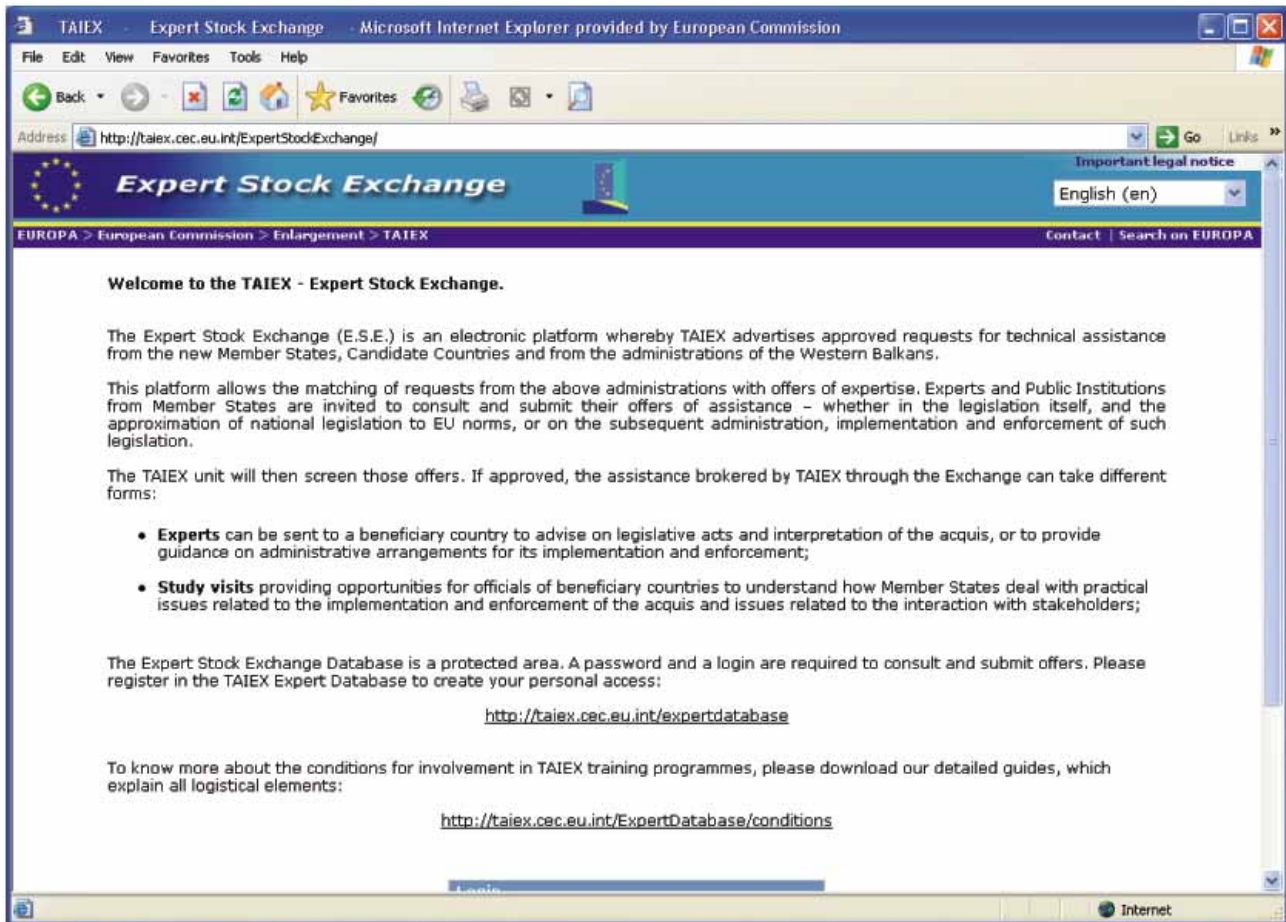 TAIEX - Expert Stock Exchange - Microsoft Internet Explorer provided by European Commission
File Edit View Favorites Tools Help
Back Favorites
Address http://taiex.cec.eu.int/ExpertStockExchange/ Go Links »
Important legal notice
Expert Stock Exchange
English (en)
EUROPA > European Commission > Enlargement > TAIEX Contact | Search on EUROPA
Welcome to the TAIEX - Expert Stock Exchange.
The Expert Stock Exchange (E.S.E.) is an electronic platform whereby TAIEX advertises approved requests for technical assistance
from the new Member States, Candidate Countries and from the administrations of the Western Balkans.
This platform allows the matching of requests from the above administrations with offers of expertise. Experts and Public Institutions
from Member States are invited to consult and submit their offers of assistance – whether in the legislation itself, and the
approximation of national legislation to EU norms, or on the subsequent administration, implementation and enforcement of such
legislation.
The TAIEX unit will then screen those offers. If approved, the assistance brokered by TAIEX through the Exchange can take different
forms:
• Experts can be sent to a beneficiary country to advise on legislative acts and interpretation of the acquis, or to provide
guidance on administrative arrangements for its implementation and enforcement;
• Study visits providing opportunities for officials of beneficiary countries to understand how Member States deal with practical
issues related to the implementation and enforcement of the acquis and issues related to the interaction with stakeholders;
The Expert Stock Exchange Database is a protected area. A password and a login are required to consult and submit offers. Please
register in the TAIEX Expert Database to create your personal access:
http://taiex.cec.eu.int/expertdatabase
To know more about the conditions for involvement in TAIEX training programmes, please download our detailed guides, which
explain all logistical elements:
http://taiex.cec.eu.int/ExpertDatabase/conditions
Login
Internet